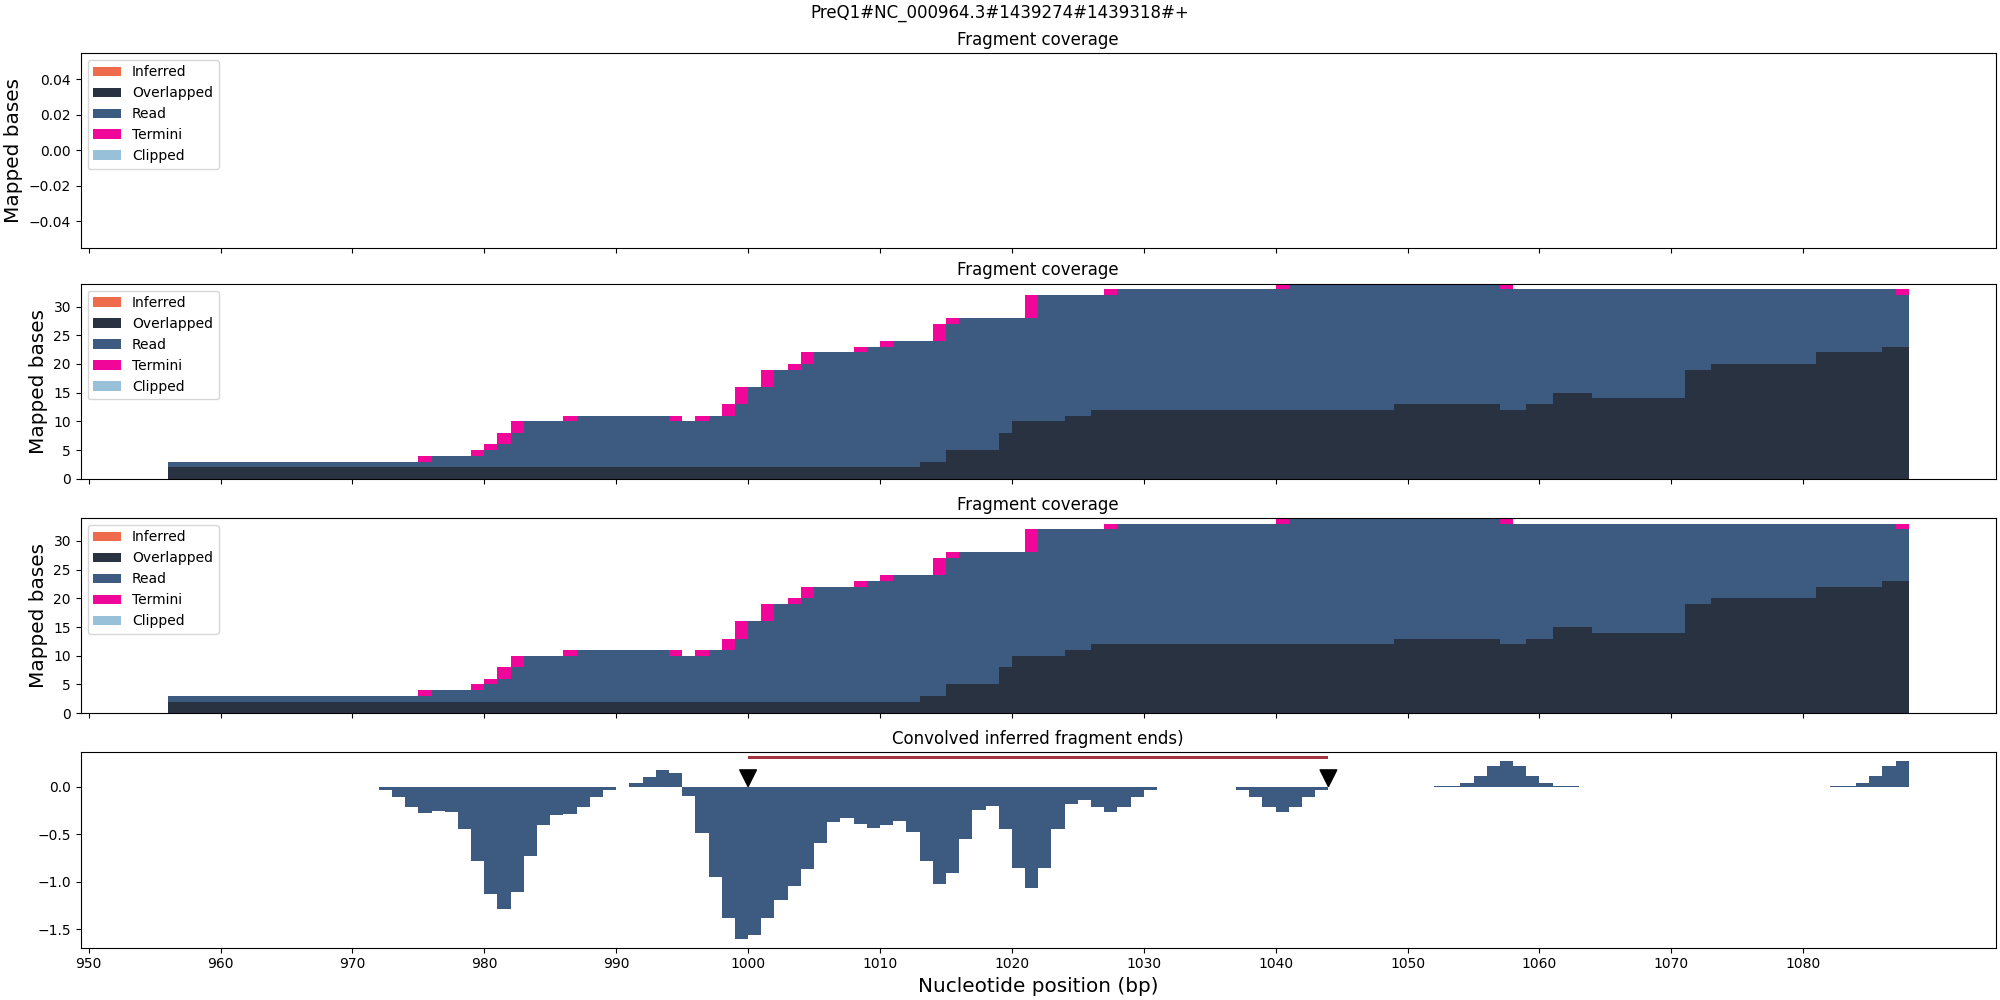 PreQ1#NC_000964.3#1439274#1439318#+
Fragment coverage
Mapped bases
0.04
0.02
0.00
−0.02
−0.04
Inferred
Overlapped
Read
Termini
Clipped
Fragment coverage
Mapped bases
30
25
20
15
10
5
0
Inferred
Overlapped
Read
Termini
Clipped
Fragment coverage
Mapped bases
30
25
20
15
10
5
0
Inferred
Overlapped
Read
Termini
Clipped
Convolved inferred fragment ends)
0.0
−0.5
−1.0
−1.5
950 960 970 980 990 1000 1010 1020 1030 1040 1050 1060 1070 1080
Nucleotide position (bp)